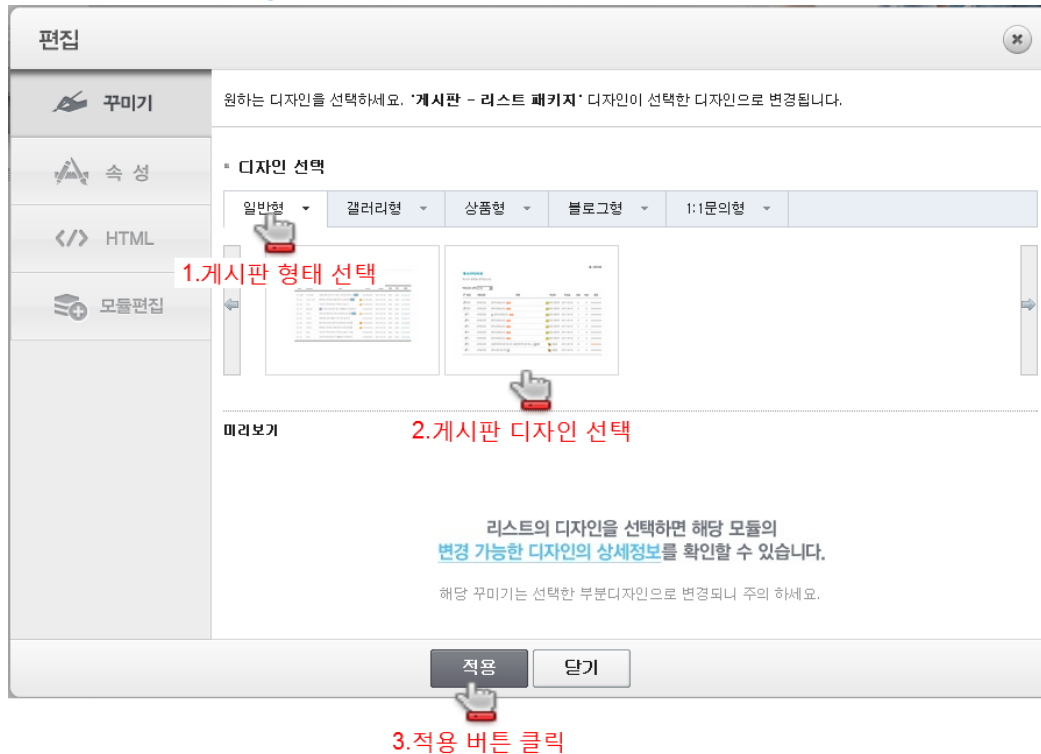 편집
꾸미기
원하는 디자인을 선택하세요. '게시판 - 리스트 패키지' 디자인이 선택한 디자인으로 변경됩니다.
속 성
디자인 선택
일반형 갤러리형 상품형 블로그형 1:1문의형
HTML
1.게시판 형태 선택
모듈편집
2.게시판 디자인 선택
미리보기
리스트의 디자인을 선택하면 해당 모듈의
변경 가능한 디자인의 상세정보를 확인할 수 있습니다.
해당 꾸미기는 선택한 부분디자인으로 변경되니 주의 하세요.
적용 닫기
3.적용 버튼 클릭